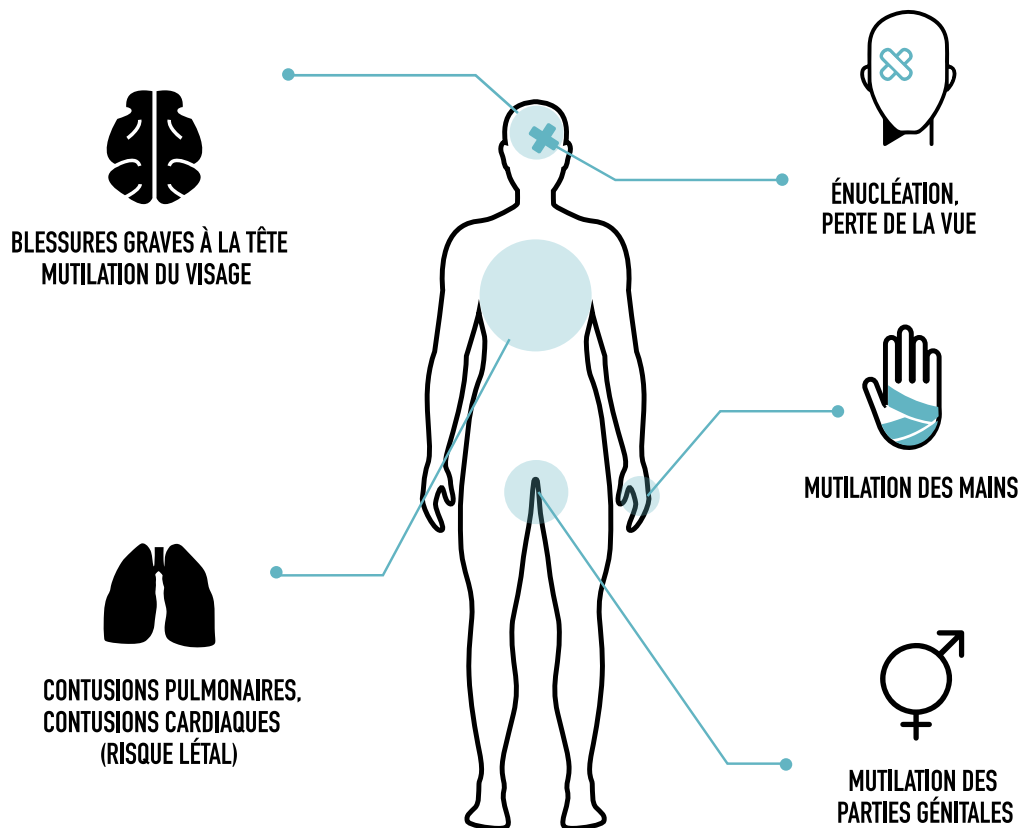 BLESSURES GRAVES À LA TÊTE
MUTILATION DU VISAGE
ÉNUCLÉATION,
PERTE DE LA VUE
MUTILATION DES MAINS
CONTUSIONS PULMONAIRES,
CONTUSIONS CARDIAQUES
(RISQUE LÉTAL)
MUTILATION DES
PARTIES GÉNITALES